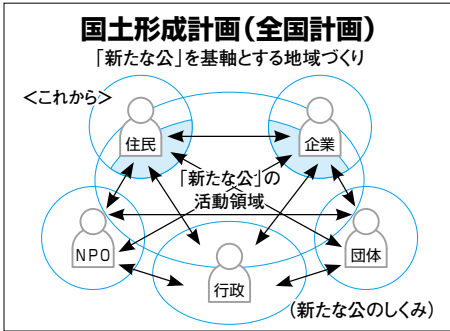 国土形成計画(全国計画)
「新たな公」を基軸とする地域づくり
<これから>
住民
企業
「新たな公」の
活動領域
NPO
団体
行政
(新たな公のしくみ)